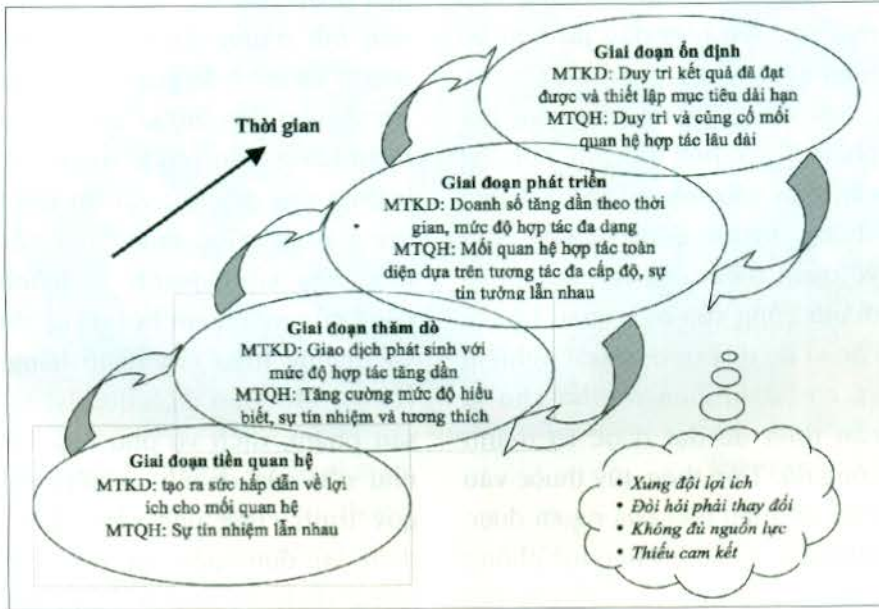 Giai đoạn ổn định
MTKD: Duy trì kết quả đã đạt
được và thiết lập mục tiêu dài hạn
MTQH: Duy trì và củng cố mối
quan hệ hợp tác lâu dài
Thời gian
Giai đoạn phát triển
MTKD: Doanh số tăng dần theo thời
gian, mức độ hợp tác đa dạng
MTQH: Mối quan hệ hợp tác toàn
diện dựa trên tương tác đa cấp độ, sự
tin tưởng lẫn nhau
Giai đoạn thăm dò
MTKD: Giao dịch phát sinh với
mức độ hợp tác tăng dần
MTQH: Tăng cường mức độ hiểu
biết, sự tín nhiệm và tương thích
Giai đoạn tiền quan hệ
MTKD: tạo ra sức hấp dẫn về lợi
ích cho mối quan hệ
MTQH: Sự tín nhiệm lẫn nhau
• Xung đột lợi ích
• Đòi hỏi phải thay đổi
• Không đủ nguồn lực
• Thiếu cam kết